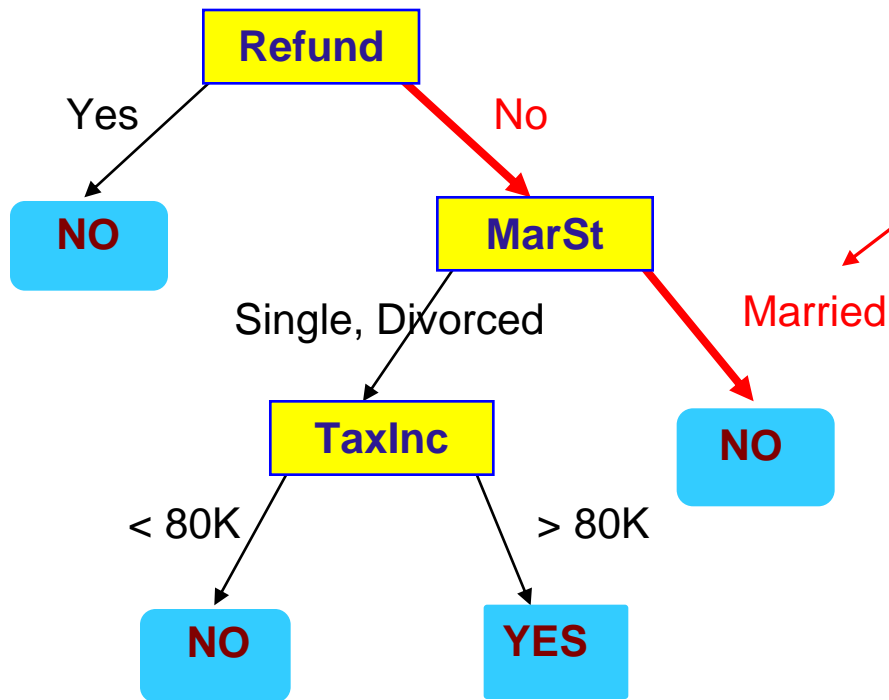 Refund
Yes
No
NO
MarSt
Single, Divorced
Married
TaxInc
NO
< 80K
> 80K
NO
YES